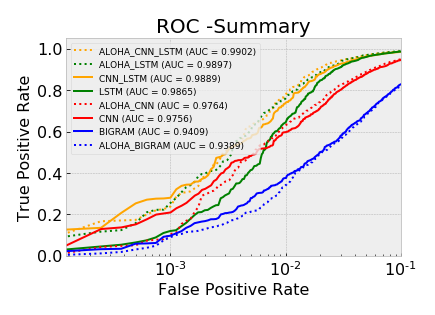 ROC -Summary
True Positive Rate
1.0
0.8
0.6
0.4
0.2
0.0
ALOHA_CNN_LSTM (AUC = 0.9902)
ALOHA_LSTM (AUC = 0.9897)
CNN_LSTM (AUC = 0.9889)
LSTM (AUC = 0.9865)
ALOHA_CNN (AUC = 0.9764)
CNN (AUC = 0.9756)
BIGRAM (AUC = 0.9409)
ALOHA_BIGRAM (AUC = 0.9389)
10⁻³ 10⁻² 10⁻¹
False Positive Rate